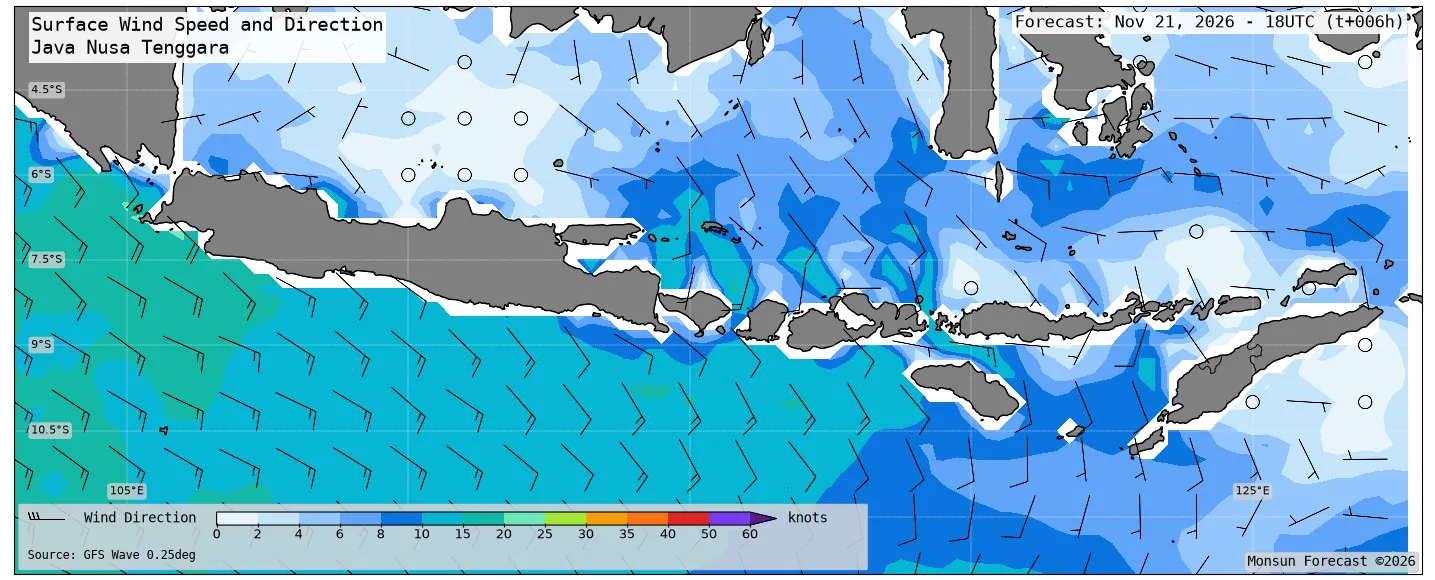 Surface Wind Speed and Direction
Java Nusa Tenggara
Forecast: Nov 21, 2026 - 18UTC (t+006h)
4.5°S
6°S
7.5°S
9°S
10.5°S
105°E
125°E
Wind Direction
0 2 4 6 8 10 15 20 25 30 35 40 50 60
knots
Source: GFS Wave 0.25deg
Monsun Forecast ©2026